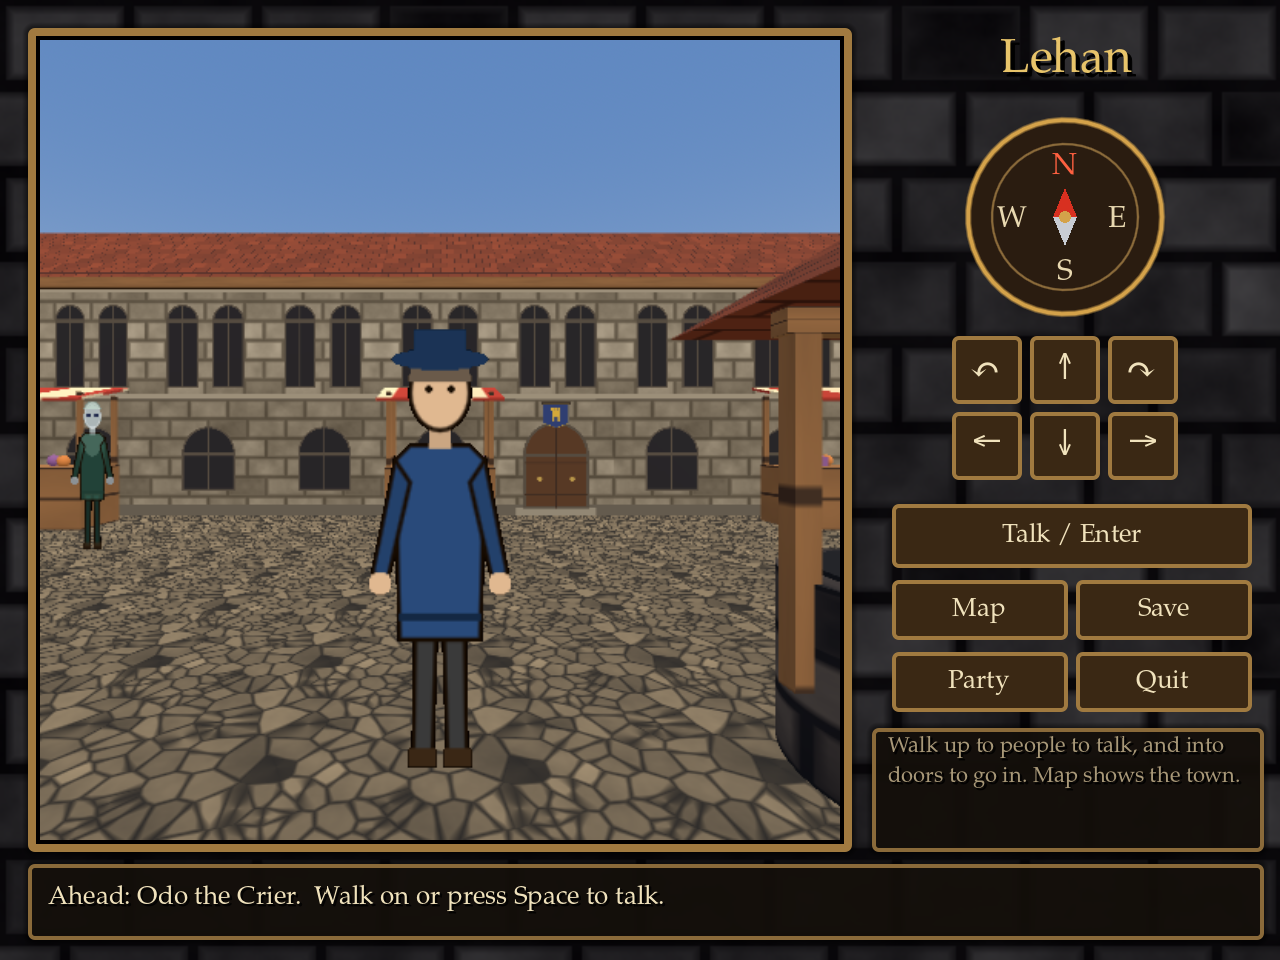 Lehan
N
W E
S
↶ ↑ ↷
← ↓ →
Talk / Enter
Map Save
Party Quit
Walk up to people to talk, and into
doors to go in. Map shows the town.
Ahead: Odo the Crier.  Walk on or press Space to talk.